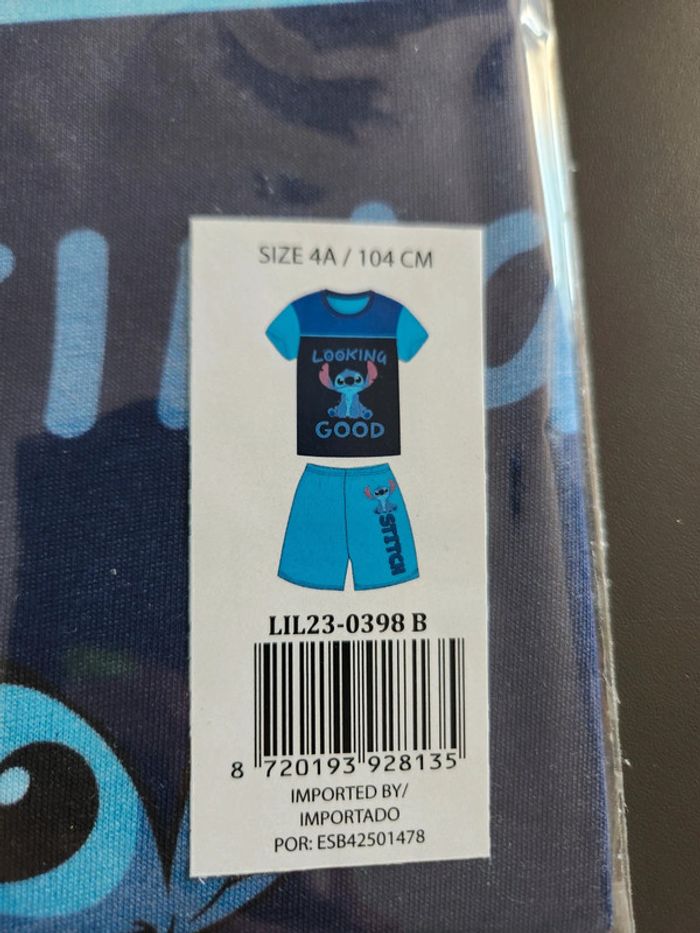 SIZE 4A / 104 CM
LOOKING
GOOD
STITCH
LIL23-0398 B
8 720193 928135
IMPORTED BY/
IMPORTADO
POR: ESB42501478